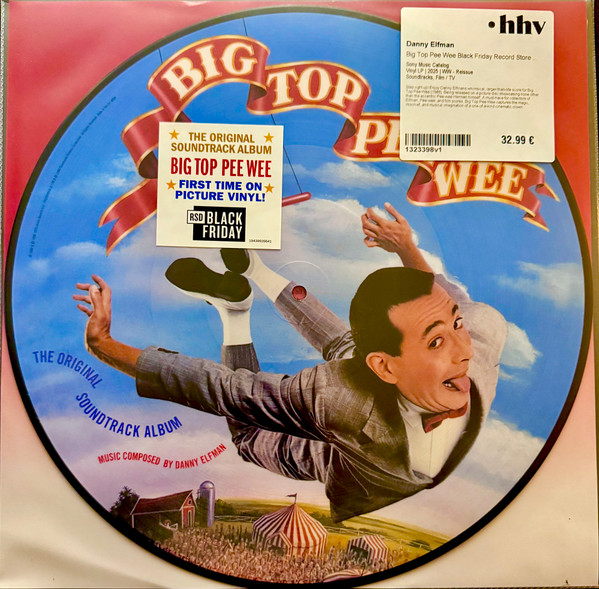 BIG TOP
PE
WEE
THE ORIGINAL
SOUNDTRACK ALBUM
BIG TOP PEE WEE
FIRST TIME ON
PICTURE VINYL!
RSD BLACK
FRIDAY
hhv
Danny Elfman
Big Top Pee Wee Black Friday Record Store
Sony Music Catalog
Vinyl LP | 2025 | WW - Reissue
Soundtracks, Film / TV
32.99 €
1323398v1
THE ORIGINAL
SOUNDTRACK ALBUM
MUSIC COMPOSED BY DANNY ELFMAN